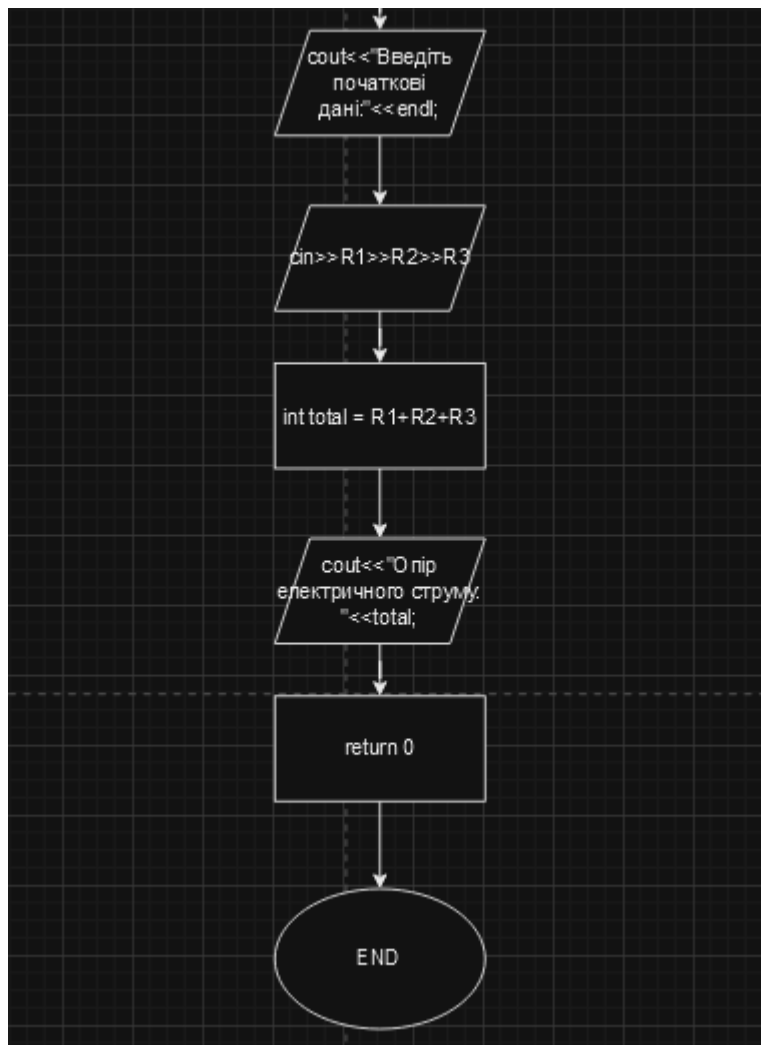 cout<<"Введіть
початкові
дані:"<<endl;
cin>>R1>>R2>>R3
int total = R1+R2+R3
cout<<"Опір
електричного струму:
"<<total;
return 0
END